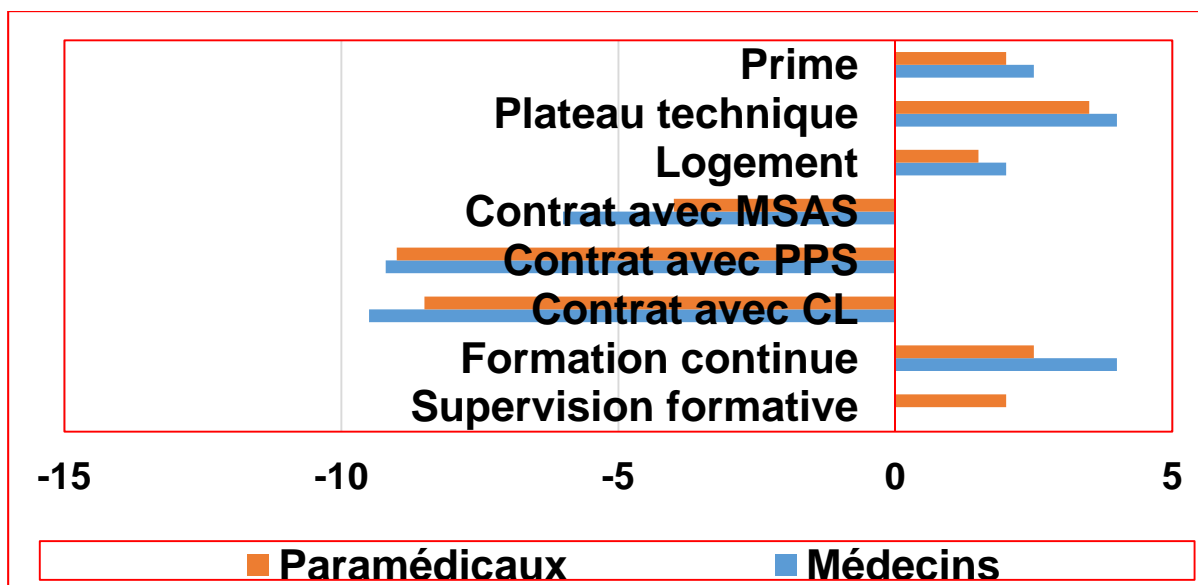 Prime
Plateau technique
Logement
Contrat avec MSAS
Contrat avec PPS
Contrat avec CL
Formation continue
Supervision formative
-15 -10 -5 0 5
Paramédicaux Médecins